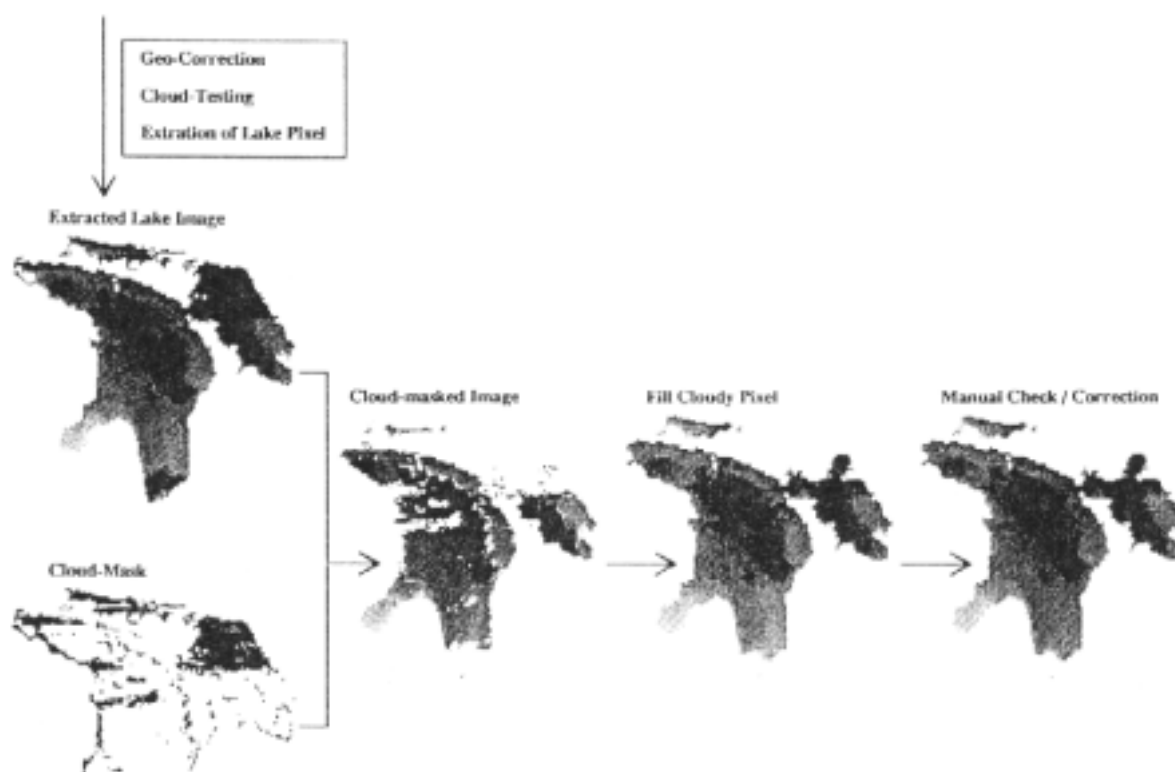 Geo-Correction
Cloud-Testing
Extration of Lake Pixel
Extracted Lake Image
Cloud-masked Image
Fill Cloudy Pixel
Manual Check / Correction
Cloud-Mask